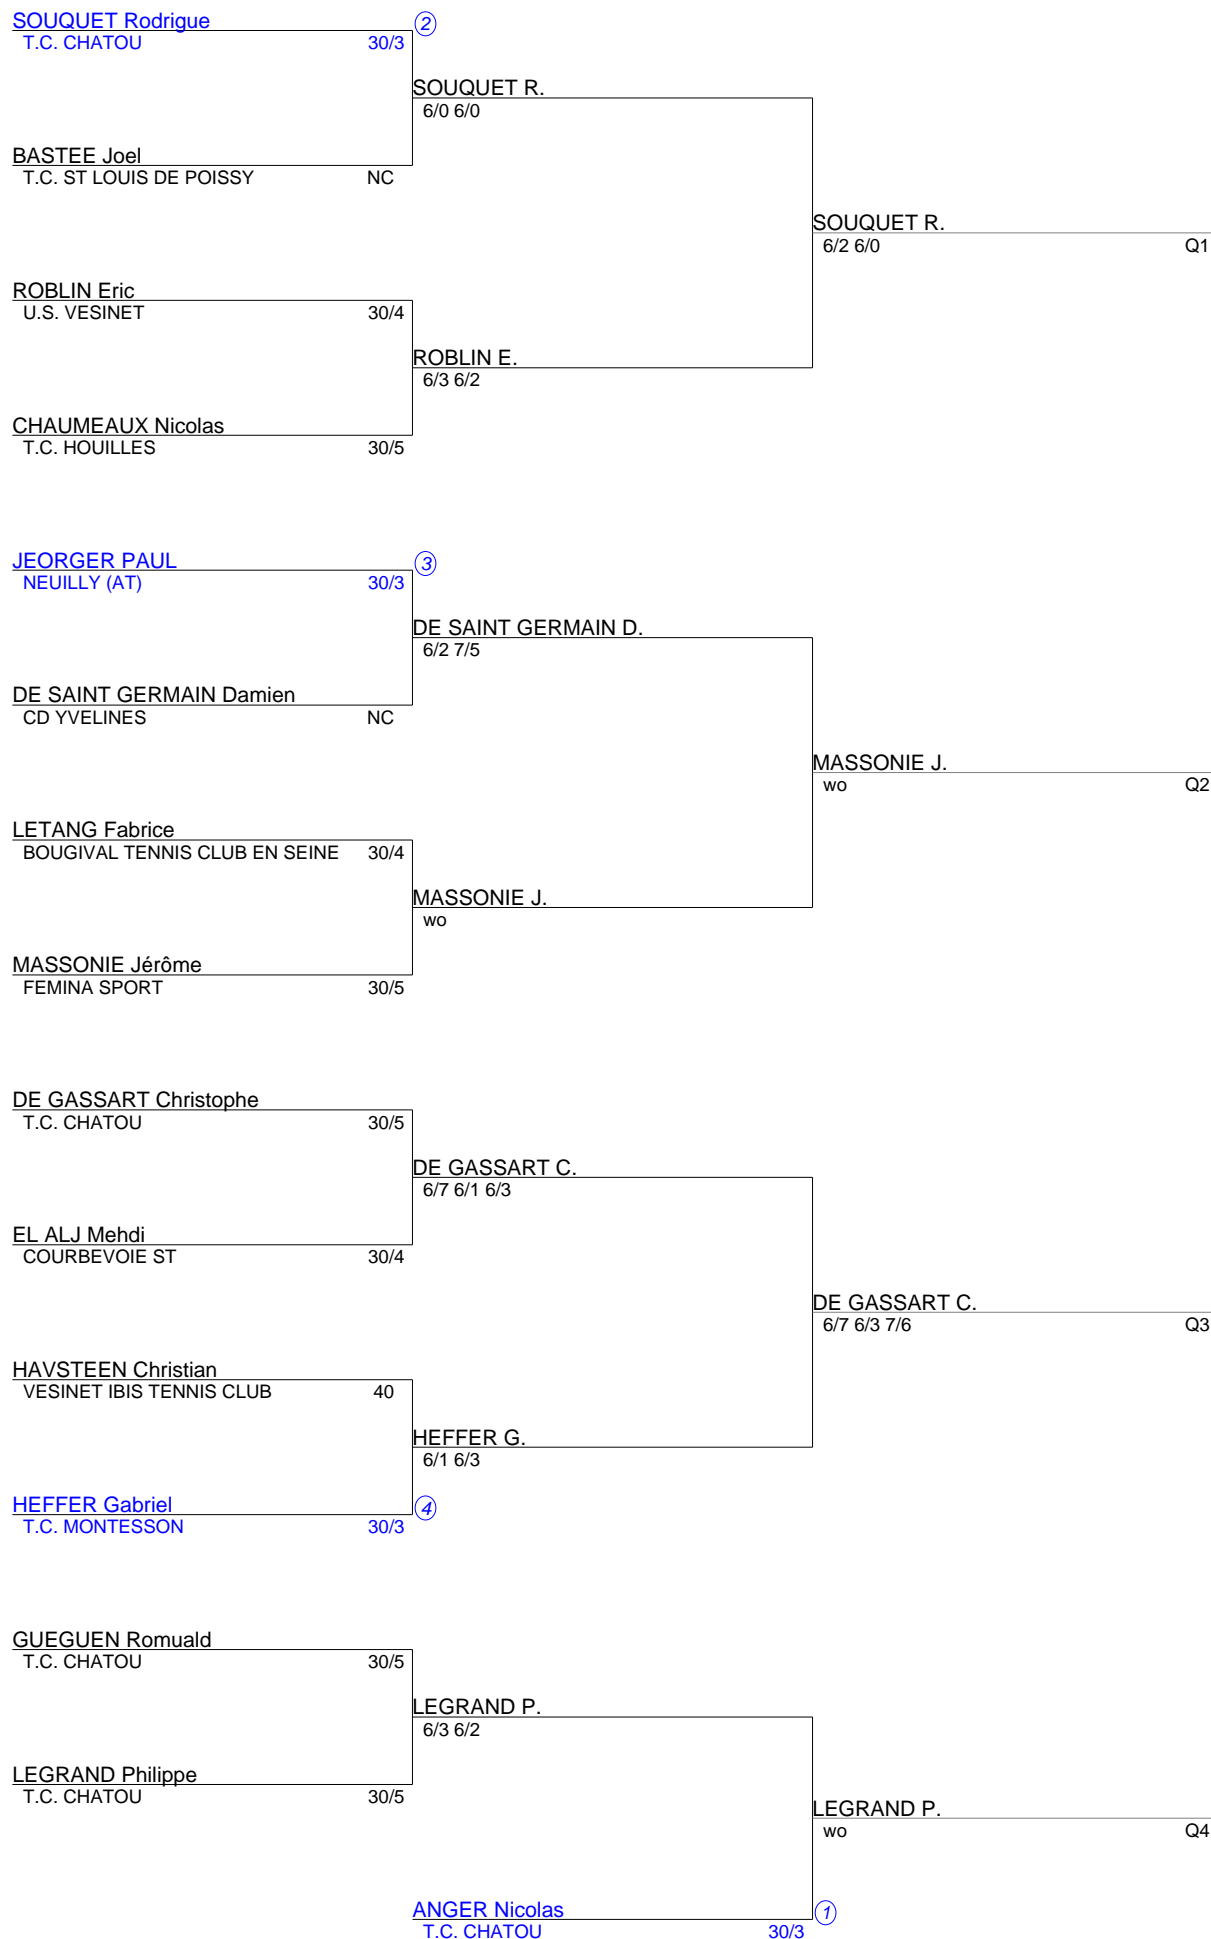 SOUQUET Rodrigue 2
T.C. CHATOU 30/3
SOUQUET R.
6/0 6/0
BASTEE Joel
T.C. ST LOUIS DE POISSY NC
SOUQUET R.
6/2 6/0 Q1
ROBLIN Eric
U.S. VESINET 30/4
ROBLIN E.
6/3 6/2
CHAUMEAUX Nicolas
T.C. HOUILLES 30/5
JEORGER PAUL 3
NEUILLY (AT) 30/3
DE SAINT GERMAIN D.
6/2 7/5
DE SAINT GERMAIN Damien
CD YVELINES NC
MASSONIE J.
wo Q2
LETANG Fabrice
BOUGIVAL TENNIS CLUB EN SEINE 30/4
MASSONIE J.
wo
MASSONIE Jérôme
FEMINA SPORT 30/5
DE GASSART Christophe
T.C. CHATOU 30/5
DE GASSART C.
6/7 6/1 6/3
EL ALJ Mehdi
COURBEVOIE ST 30/4
DE GASSART C.
6/7 6/3 7/6 Q3
HAVSTEEN Christian
VESINET IBIS TENNIS CLUB 40
HEFFER G.
6/1 6/3
HEFFER Gabriel 4
T.C. MONTESSON 30/3
GUEGUEN Romuald
T.C. CHATOU 30/5
LEGRAND P.
6/3 6/2
LEGRAND Philippe
T.C. CHATOU 30/5
LEGRAND P.
wo Q4
ANGER Nicolas 1
T.C. CHATOU 30/3